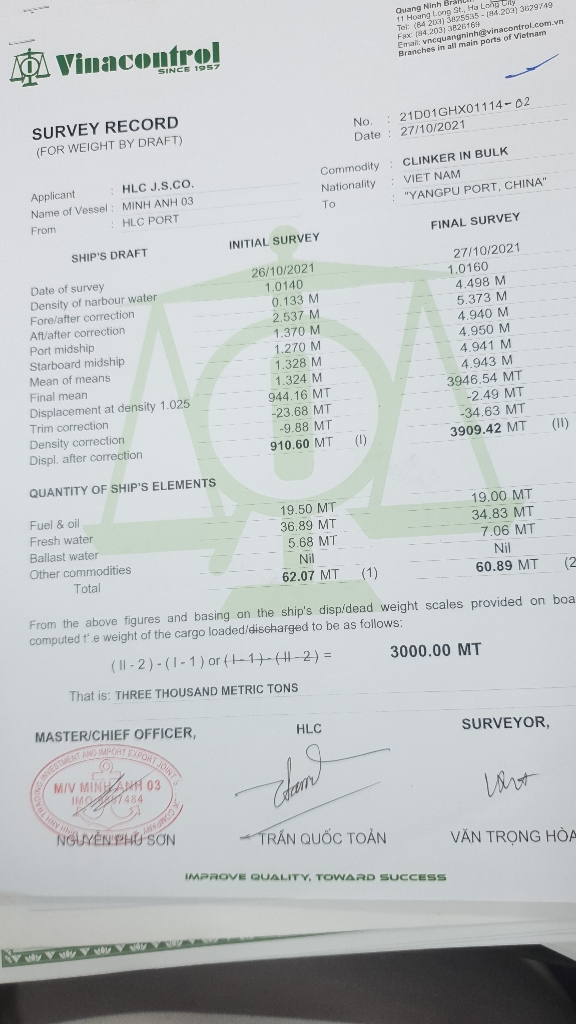 Quang Ninh Branch
11 Hoang Long St., Ha Long City
Tel: (84.203) 3825535 - (84.203) 3629749
Fax: (84.203) 3826169
Email: vncquangninh@vinacontrol.com.vn
Branches in all main ports of Vietnam
Vinacontrol
SINCE 1957
SURVEY RECORD
(FOR WEIGHT BY DRAFT)
No. : 21D01GHX01114-02
Date : 27/10/2021
Applicant : HLC J.S.CO.
Name of Vessel : MINH ANH 03
From : HLC PORT
Commodity : CLINKER IN BULK
Nationality : VIET NAM
To : "YANGPU PORT, CHINA"
SHIP'S DRAFT INITIAL SURVEY FINAL SURVEY
Date of survey 26/10/2021 27/10/2021
Density of harbour water 1.0140 1.0160
Fore/after correction 0.133 M 4.498 M
Aft/after correction 2.537 M 5.373 M
Port midship 1.370 M 4.940 M
Starboard midship 1.270 M 4.950 M
Mean of means 1.328 M 4.941 M
Final mean 1.324 M 4.943 M
Displacement at density 1.025 944.16 MT 3946.54 MT
Trim correction -23.68 MT -2.49 MT
Density correction -9.88 MT -34.63 MT
Displ. after correction 910.60 MT (I) 3909.42 MT (II)
QUANTITY OF SHIP'S ELEMENTS
Fuel & oil 19.50 MT 19.00 MT
Fresh water 36.89 MT 34.83 MT
Ballast water 5.68 MT 7.06 MT
Other commodities Nil Nil
Total 62.07 MT (1) 60.89 MT (2
From the above figures and basing on the ship's disp/dead weight scales provided on boa
computed t'.e weight of the cargo loaded/discharged to be as follows:
( II - 2 ) - ( I - 1 ) or ( I - 1 ) - ( II - 2 ) = 3000.00 MT
That is: THREE THOUSAND METRIC TONS
MASTER/CHIEF OFFICER, HLC SURVEYOR,
M/V MINH ANH 03
NGUYỄN PHÚ SƠN TRẦN QUỐC TOẢN VĂN TRỌNG HÒA
IMPROVE QUALITY, TOWARD SUCCESS